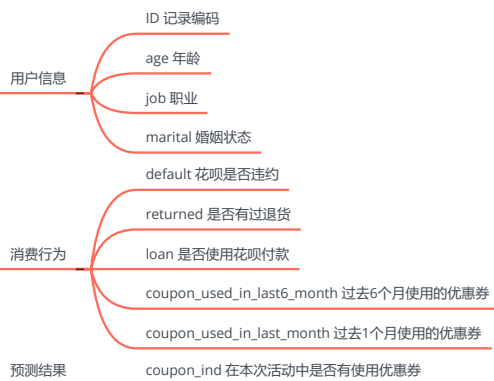 ID 记录编码
age 年龄
用户信息
job 职业
marital 婚姻状态
default 花呗是否违约
returned 是否有过退货
消费行为
loan 是否使用花呗付款
coupon_used_in_last6_month 过去6个月使用的优惠券
coupon_used_in_last_month 过去1个月使用的优惠券
预测结果
coupon_ind 在本次活动中是否有使用优惠券